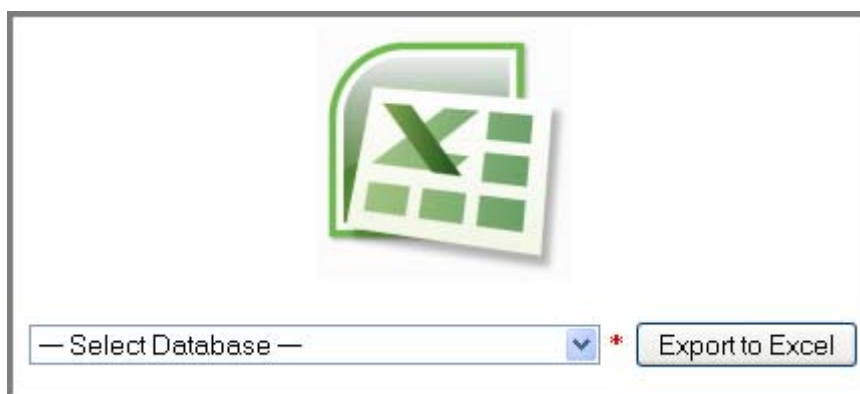 — Select Database — * Export to Excel